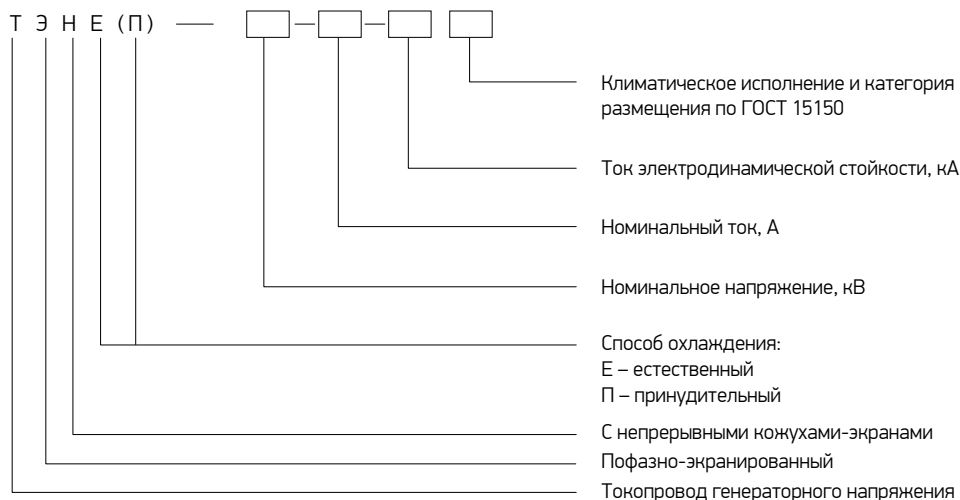 ТЭНЕ(П) — □–□–□ □
Климатическое исполнение и категория
размещения по ГОСТ 15150
Ток электродинамической стойкости, кА
Номинальный ток, А
Номинальное напряжение, кВ
Способ охлаждения:
Е – естественный
П – принудительный
С непрерывными кожухами-экранами
Пофазно-экранированный
Токопровод генераторного напряжения